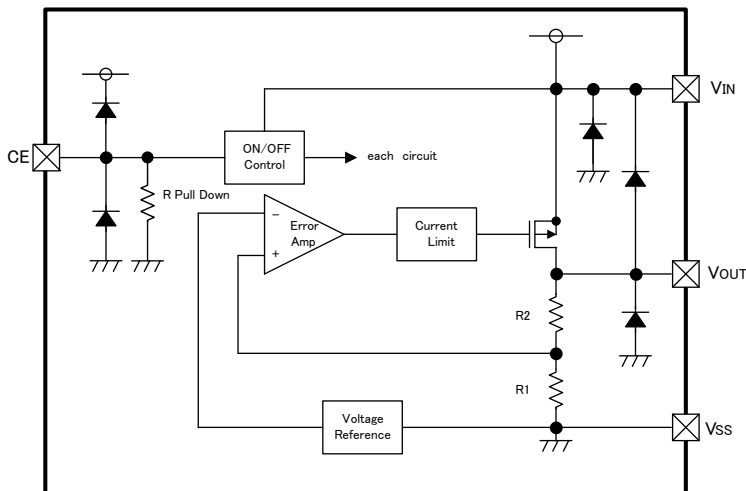 VIN
CE
ON/OFF
Control
each circuit
R Pull Down
−
Error
Amp
+
Current
Limit
VOUT
R2
R1
Voltage
Reference
VSS